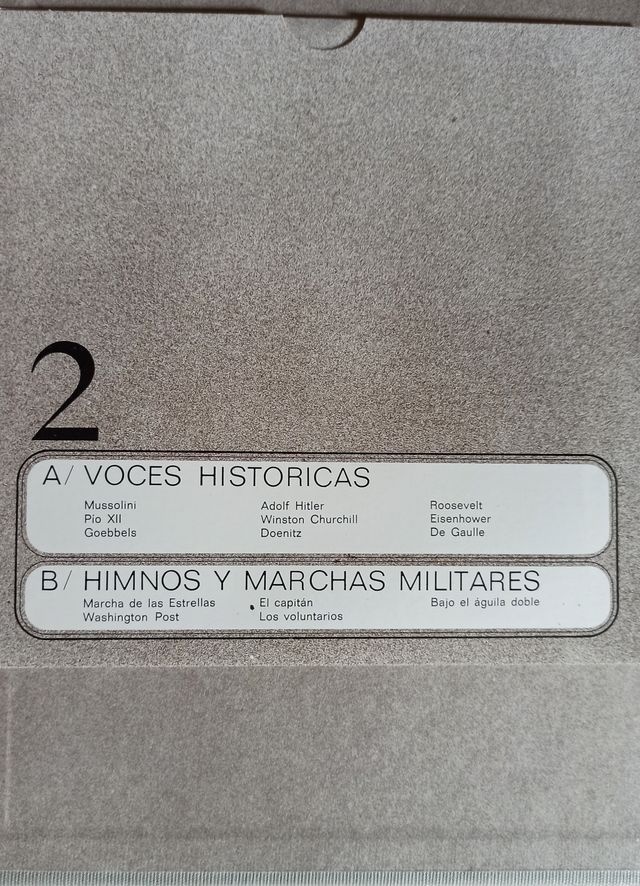 2
A/ VOCES HISTORICAS
Mussolini Adolf Hitler Roosevelt
Pío XII Winston Churchill Eisenhower
Goebbels Doenitz De Gaulle
B/ HIMNOS Y MARCHAS MILITARES
Marcha de las Estrellas El capitán Bajo el águila doble
Washington Post Los voluntarios